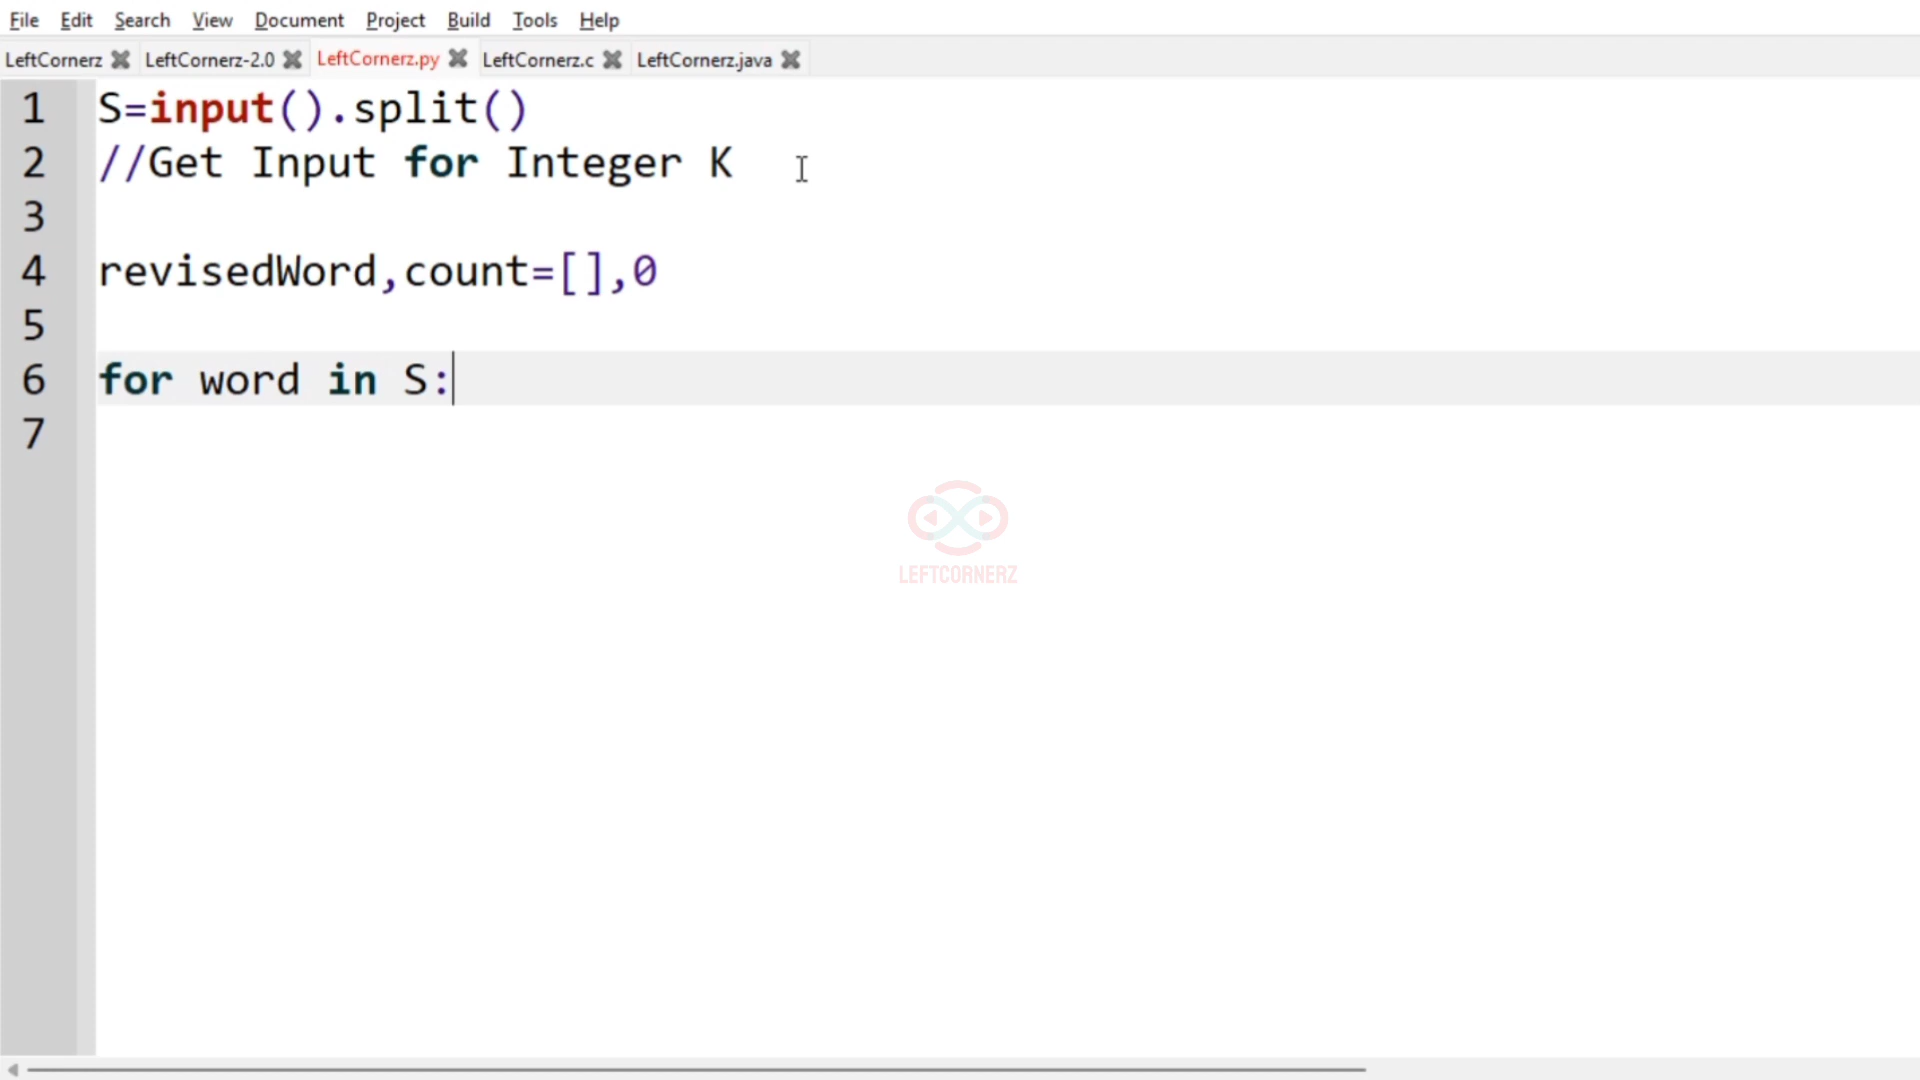 File Edit Search View Document Project Build Tools Help
LeftCornerz LeftCornerz-2.0 LeftCornerz.py LeftCornerz.c LeftCornerz.java
1 S=input().split()
2 //Get Input for Integer K
3
4 revisedWord,count=[],0
5
6 for word in S:
7
LEFTCORNERZ